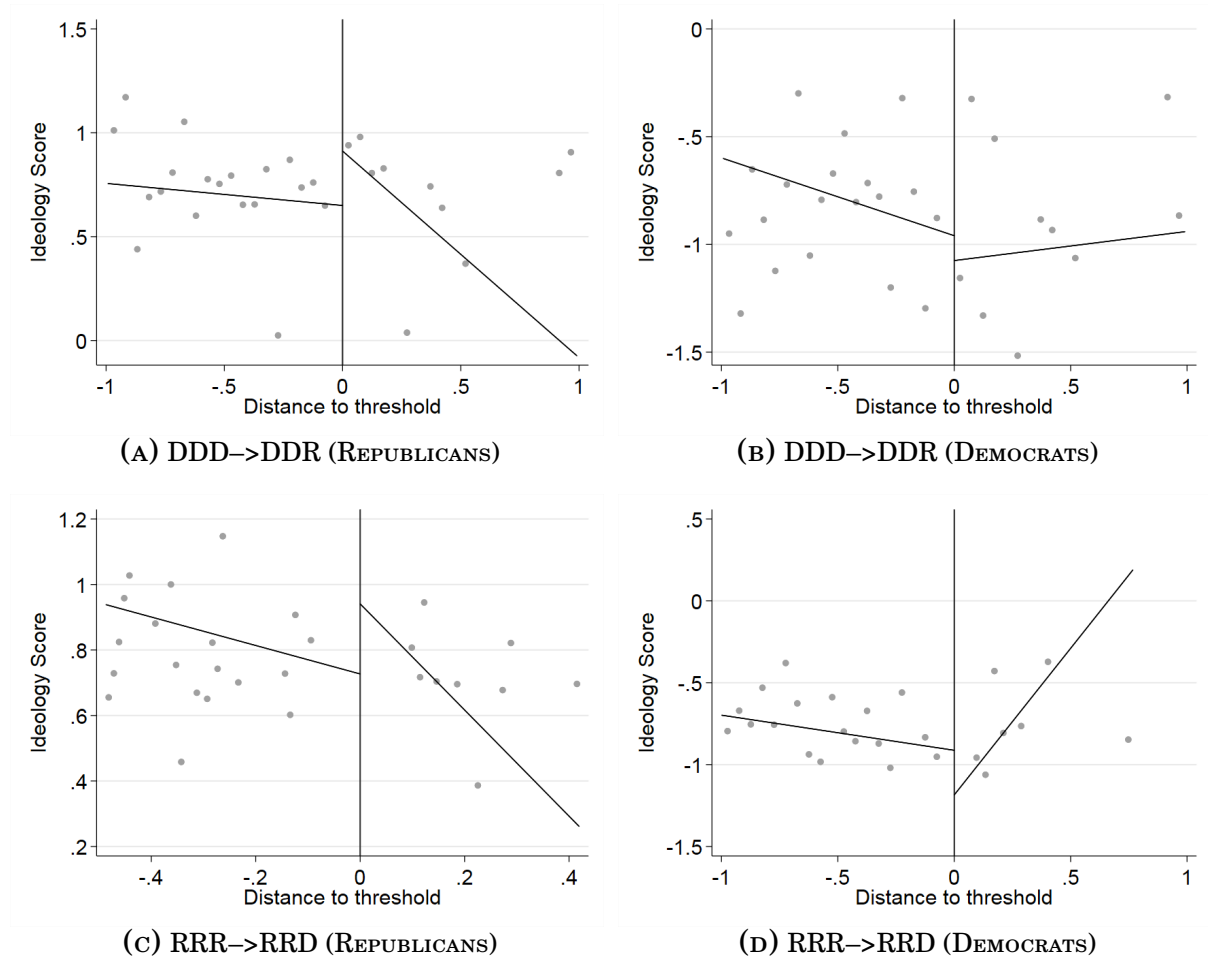 Ideology Score
1.5
1
.5
0
-1 -.5 0 .5 1
Distance to threshold
(A) DDD–>DDR (Republicans)
Ideology Score
0
-.5
-1
-1.5
-1 -.5 0 .5 1
Distance to threshold
(B) DDD–>DDR (Democrats)
Ideology Score
1.2
1
.8
.6
.4
.2
-.4 -.2 0 .2 .4
Distance to threshold
(C) RRR–>RRD (Republicans)
Ideology Score
.5
0
-.5
-1
-1.5
-1 -.5 0 .5 1
Distance to threshold
(D) RRR–>RRD (Democrats)